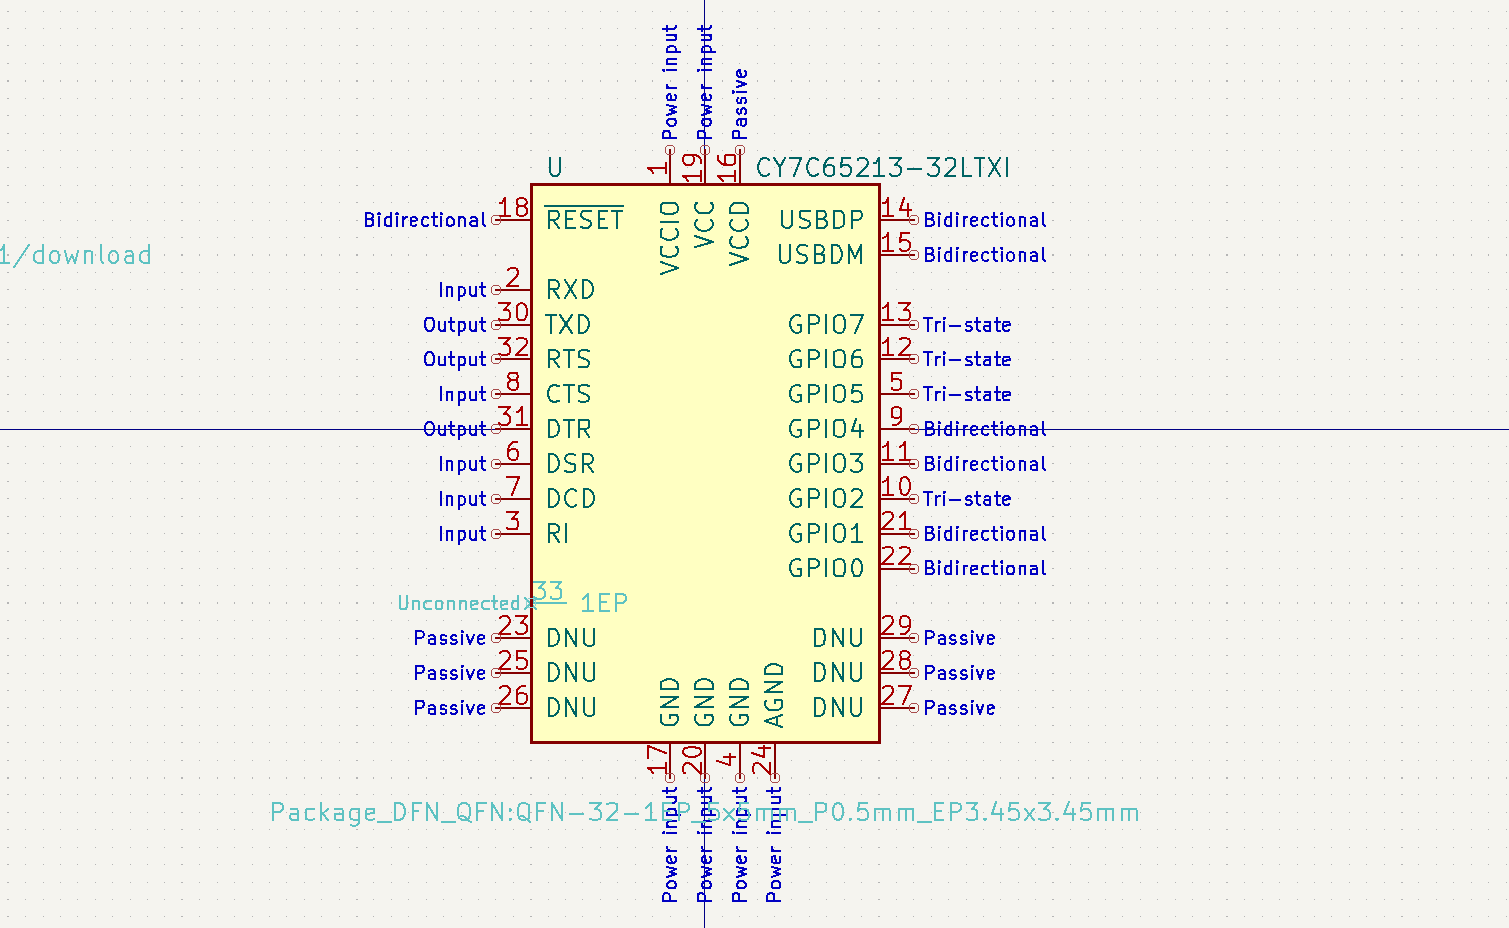 Power input
Power input
Passive
1
19
16
U
CY7C65213-32LTXI
VCCIO
VCC
VCCD
Bidirectional 18 RESET
USBDP 14 Bidirectional
1/download
USBDM 15 Bidirectional
Input 2 RXD
Output 30 TXD
GPIO7 13 Tri-state
Output 32 RTS
GPIO6 12 Tri-state
Input 8 CTS
GPIO5 5 Tri-state
Output 31 DTR
GPIO4 9 Bidirectional
Input 6 DSR
GPIO3 11 Bidirectional
Input 7 DCD
GPIO2 10 Tri-state
Input 3 RI
GPIO1 21 Bidirectional
GPIO0 22 Bidirectional
Unconnected 33 1EP
Passive 23 DNU
DNU 29 Passive
Passive 25 DNU
DNU 28 Passive
Passive 26 DNU
DNU 27 Passive
GND
GND
GND
AGND
17
20
4
24
Package_DFN_QFN:QFN-32-1EP_5x5mm_P0.5mm_EP3.45x3.45mm
Power input
Power input
Power input
Power input